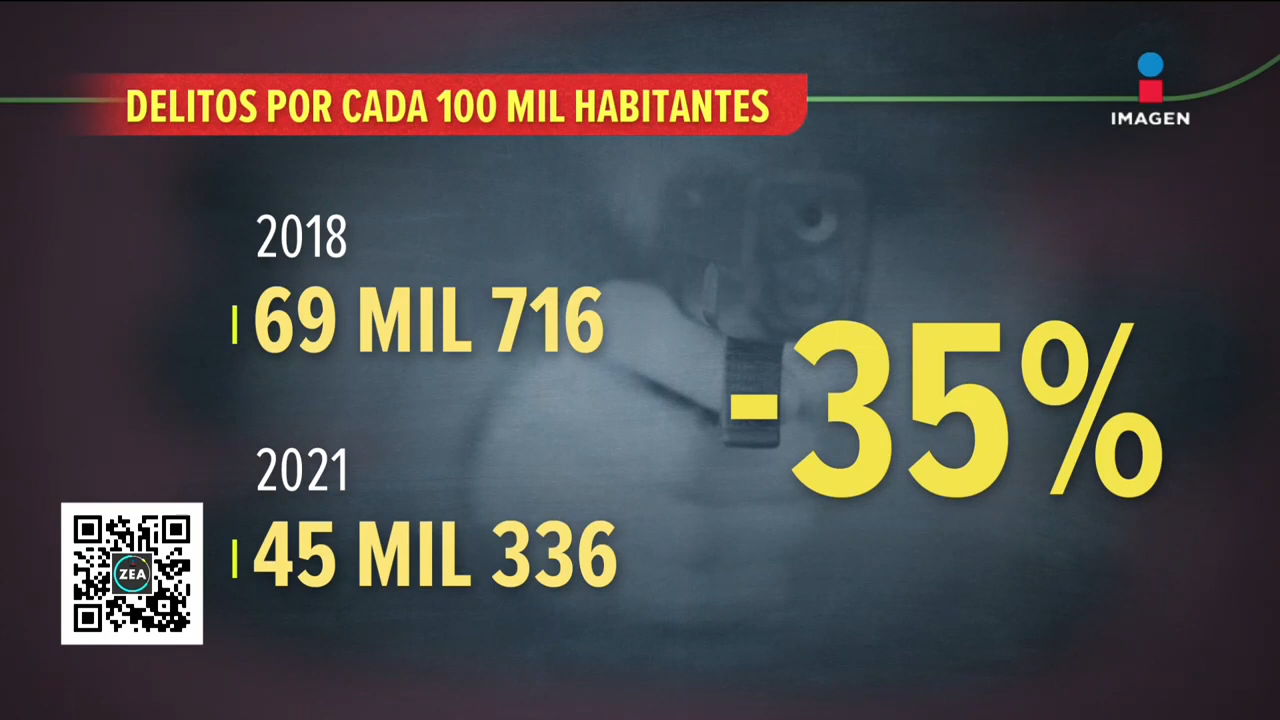 DELITOS POR CADA 100 MIL HABITANTES
IMAGEN
2018
69 MIL 716
-35%
2021
45 MIL 336
ZEA